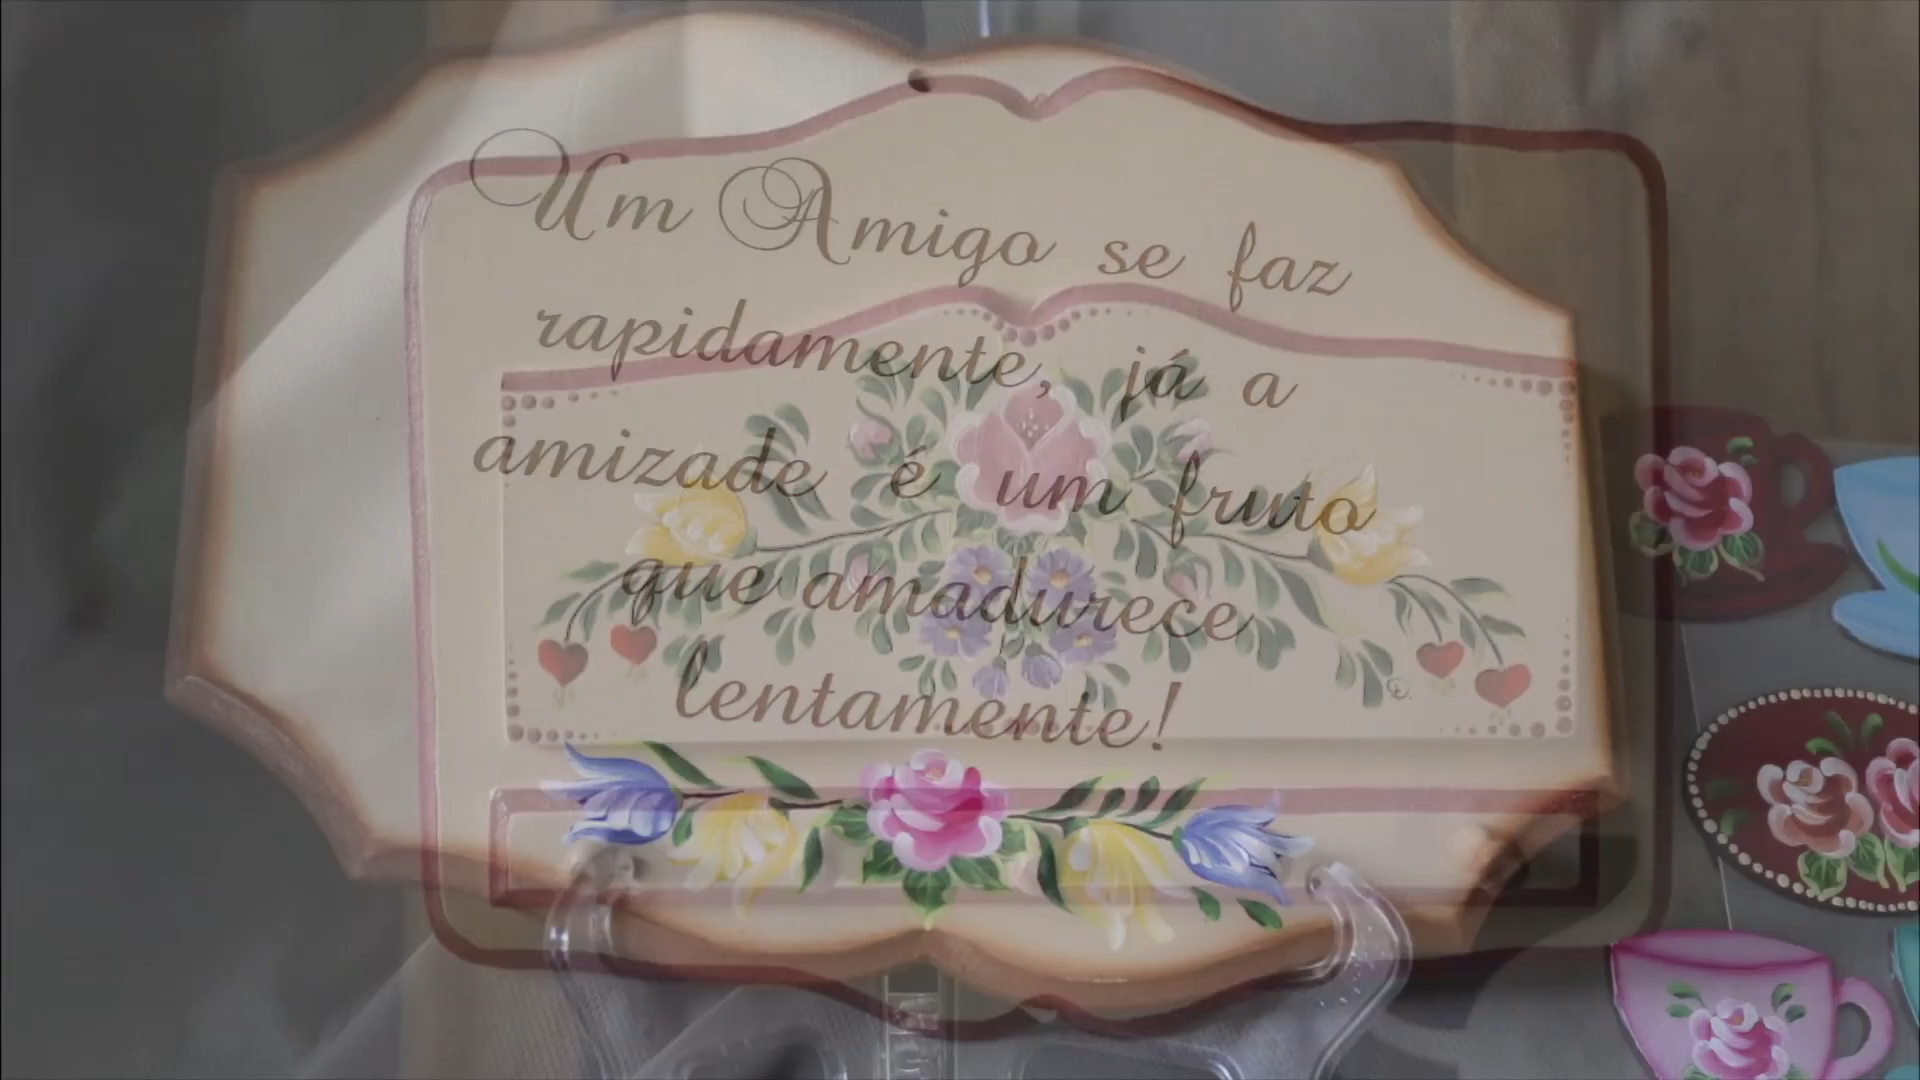 Um Amigo se faz
rapidamente, já a
amizade é um fruto
que amadurece
lentamente!